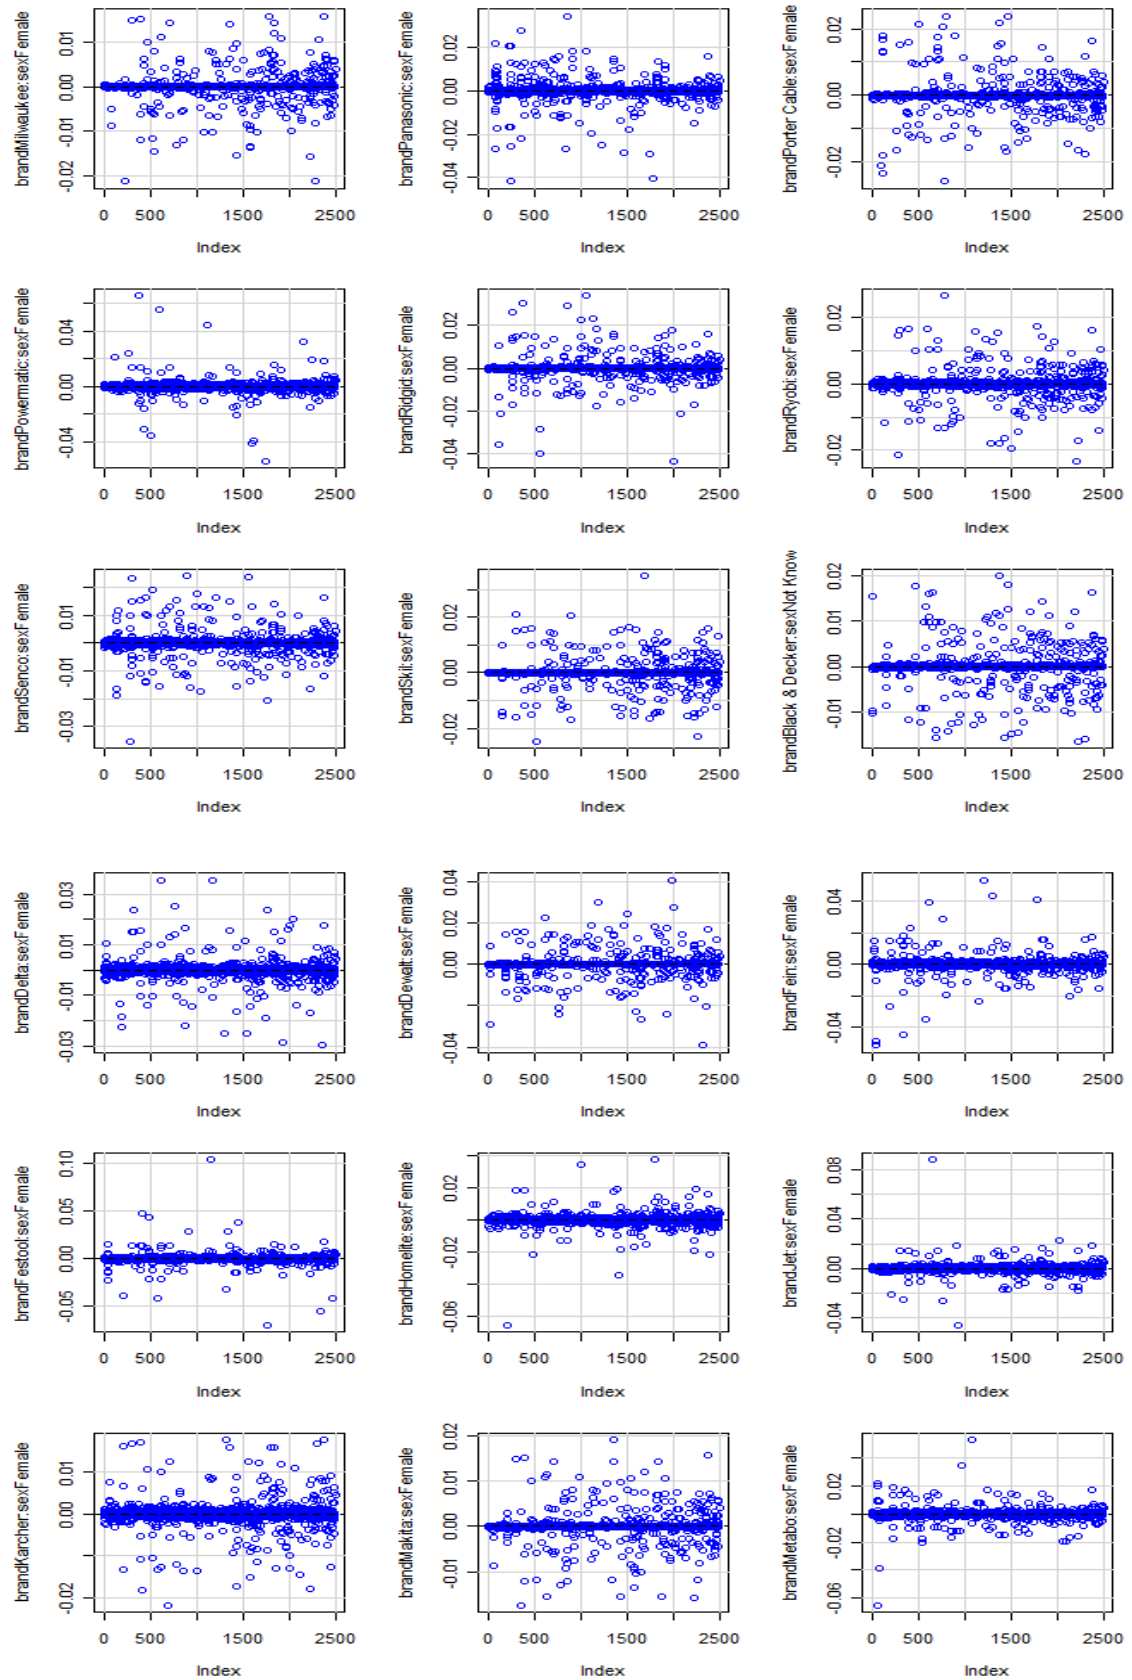 brandMilwaukee:sexFemale
-0.02 -0.01 0.00 0.01
0 500 1500 2500
Index
brandPanasonic:sexFemale
-0.04 -0.02 0.00 0.02
0 500 1500 2500
Index
brandPorter Cable:sexFemale
-0.02 0.00 0.02
0 500 1500 2500
Index
brandPowermatic:sexFemale
-0.04 0.00 0.04
0 500 1500 2500
Index
brandRidgid:sexFemale
-0.04 -0.02 0.00 0.02
0 500 1500 2500
Index
brandRyobi:sexFemale
-0.02 0.00 0.02
0 500 1500 2500
Index
brandSenco:sexFemale
-0.03 -0.01 0.01
0 500 1500 2500
Index
brandSkil:sexFemale
-0.02 0.00 0.02
0 500 1500 2500
Index
brandBlack & Decker:sexNot Know
-0.01 0.00 0.01 0.02
0 500 1500 2500
Index
brandDelta:sexFemale
-0.03 -0.01 0.01 0.03
0 500 1500 2500
Index
brandDewalt:sexFemale
-0.04 0.00 0.02 0.04
0 500 1500 2500
Index
brandFein:sexFemale
-0.04 0.00 0.04
0 500 1500 2500
Index
brandFestool:sexFemale
-0.05 0.00 0.05 0.10
0 500 1500 2500
Index
brandHomelite:sexFemale
-0.06 -0.02 0.02
0 500 1500 2500
Index
brandJet:sexFemale
-0.04 0.00 0.04 0.08
0 500 1500 2500
Index
brandKarcher:sexFemale
-0.02 0.00 0.01
0 500 1500 2500
Index
brandMakita:sexFemale
-0.01 0.00 0.01 0.02
0 500 1500 2500
Index
brandMetabo:sexFemale
-0.06 -0.02 0.02
0 500 1500 2500
Index